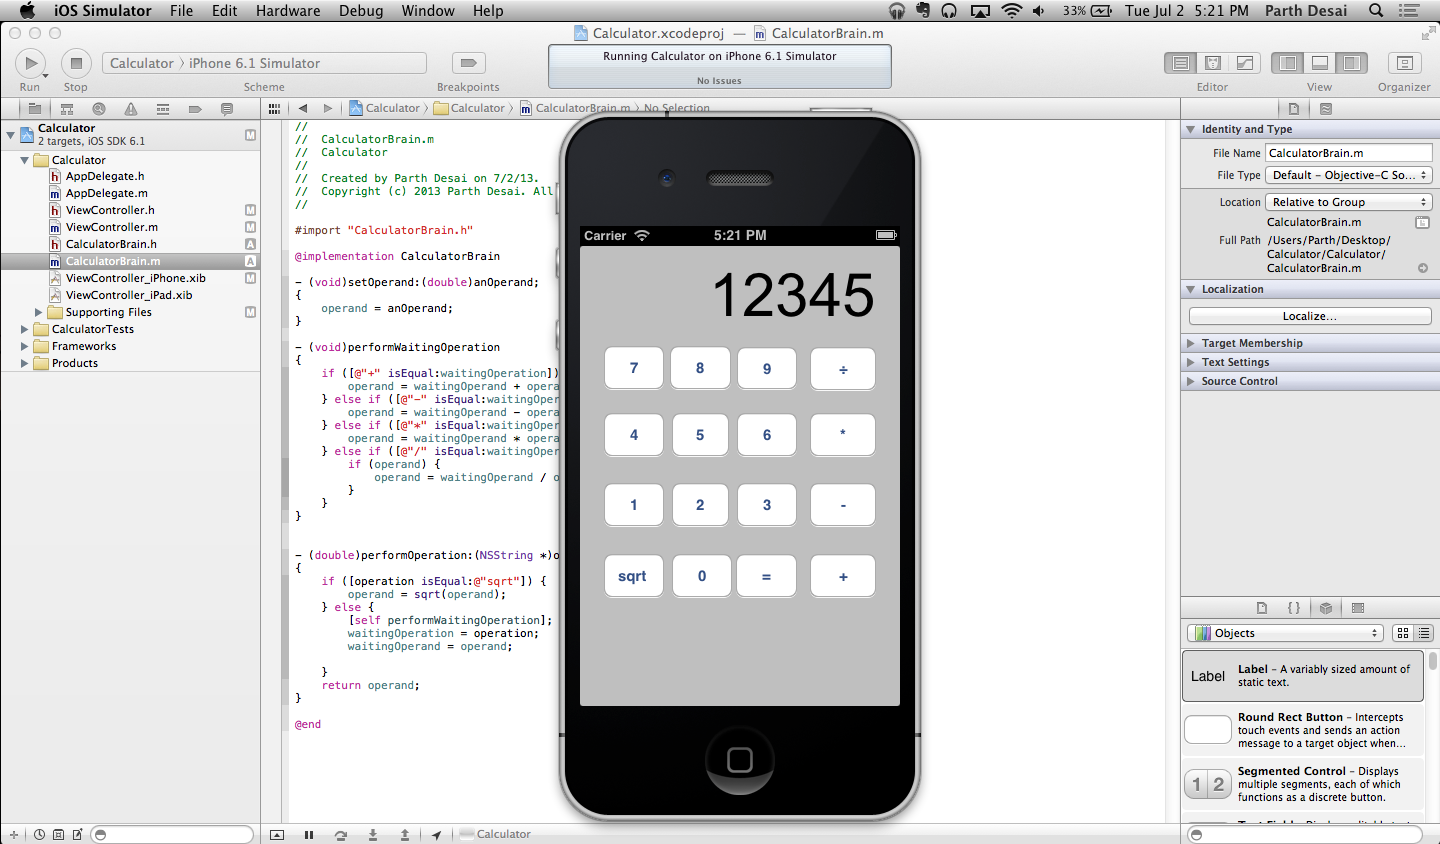 iOS Simulator File Edit Hardware Debug Window Help 33% Tue Jul 2 5:21 PM Parth Desai
Calculator.xcodeproj — CalculatorBrain.m
Calculator 〉 iPhone 6.1 Simulator
Running Calculator on iPhone 6.1 Simulator
No Issues
Run Stop Scheme Breakpoints Editor View Organizer
Calculator 〉 Calculator 〉 CalculatorBrain.m 〉 No Selection
Calculator
2 targets, iOS SDK 6.1
M
Calculator
AppDelegate.h
AppDelegate.m
ViewController.h M
ViewController.m M
CalculatorBrain.h A
CalculatorBrain.m A
ViewController_iPhone.xib M
ViewController_iPad.xib
Supporting Files M
CalculatorTests
Frameworks
Products
//
// CalculatorBrain.m
// Calculator
//
// Created by Parth Desai on 7/2/13.
// Copyright (c) 2013 Parth Desai. All
//
#import "CalculatorBrain.h"
@implementation CalculatorBrain
- (void)setOperand:(double)anOperand;
{
operand = anOperand;
}
- (void)performWaitingOperation
{
if ([@"+" isEqual:waitingOperation])
operand = waitingOperand + opera
} else if ([@"-" isEqual:waitingOper
operand = waitingOperand - opera
} else if ([@"*" isEqual:waitingOper
operand = waitingOperand * opera
} else if ([@"/" isEqual:waitingOper
if (operand) {
operand = waitingOperand / o
}
}
}
- (double)performOperation:(NSString *)o
{
if ([operation isEqual:@"sqrt"]) {
operand = sqrt(operand);
} else {
[self performWaitingOperation];
waitingOperation = operation;
waitingOperand = operand;
}
return operand;
}
@end
Carrier 5:21 PM
12345
7 8 9 ÷
4 5 6 *
1 2 3 -
sqrt 0 = +
Identity and Type
File Name CalculatorBrain.m
File Type Default - Objective-C So...
Location Relative to Group
CalculatorBrain.m
Full Path /Users/Parth/Desktop/
Calculator/Calculator/
CalculatorBrain.m
Localization
Localize...
Target Membership
Text Settings
Source Control
{ }
Objects
Label
Label – A variably sized amount of
static text.
Round Rect Button – Intercepts
touch events and sends an action
message to a target object when...
1 2
Segmented Control – Displays
multiple segments, each of which
functions as a discrete button.
Calculator